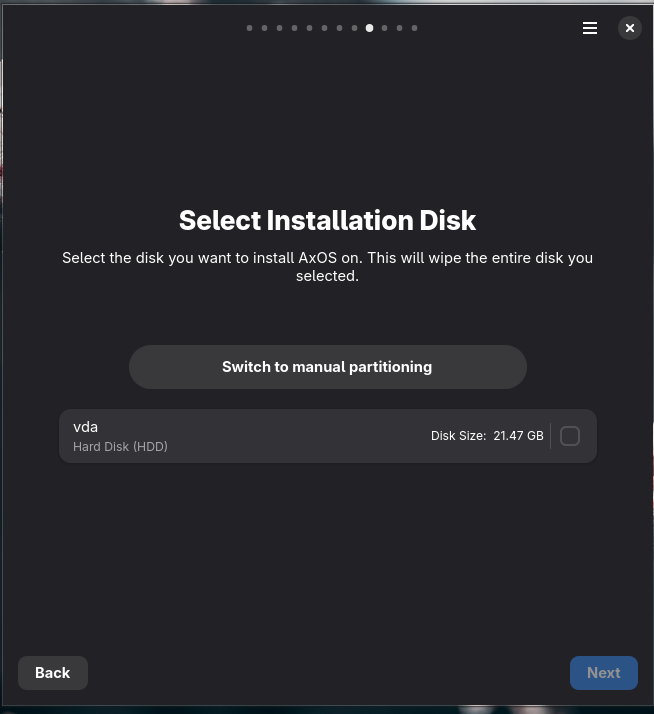 Select Installation Disk
Select the disk you want to install AxOS on. This will wipe the entire disk you
selected.
Switch to manual partitioning
vda
Hard Disk (HDD)
Disk Size: 21.47 GB
Back
Next